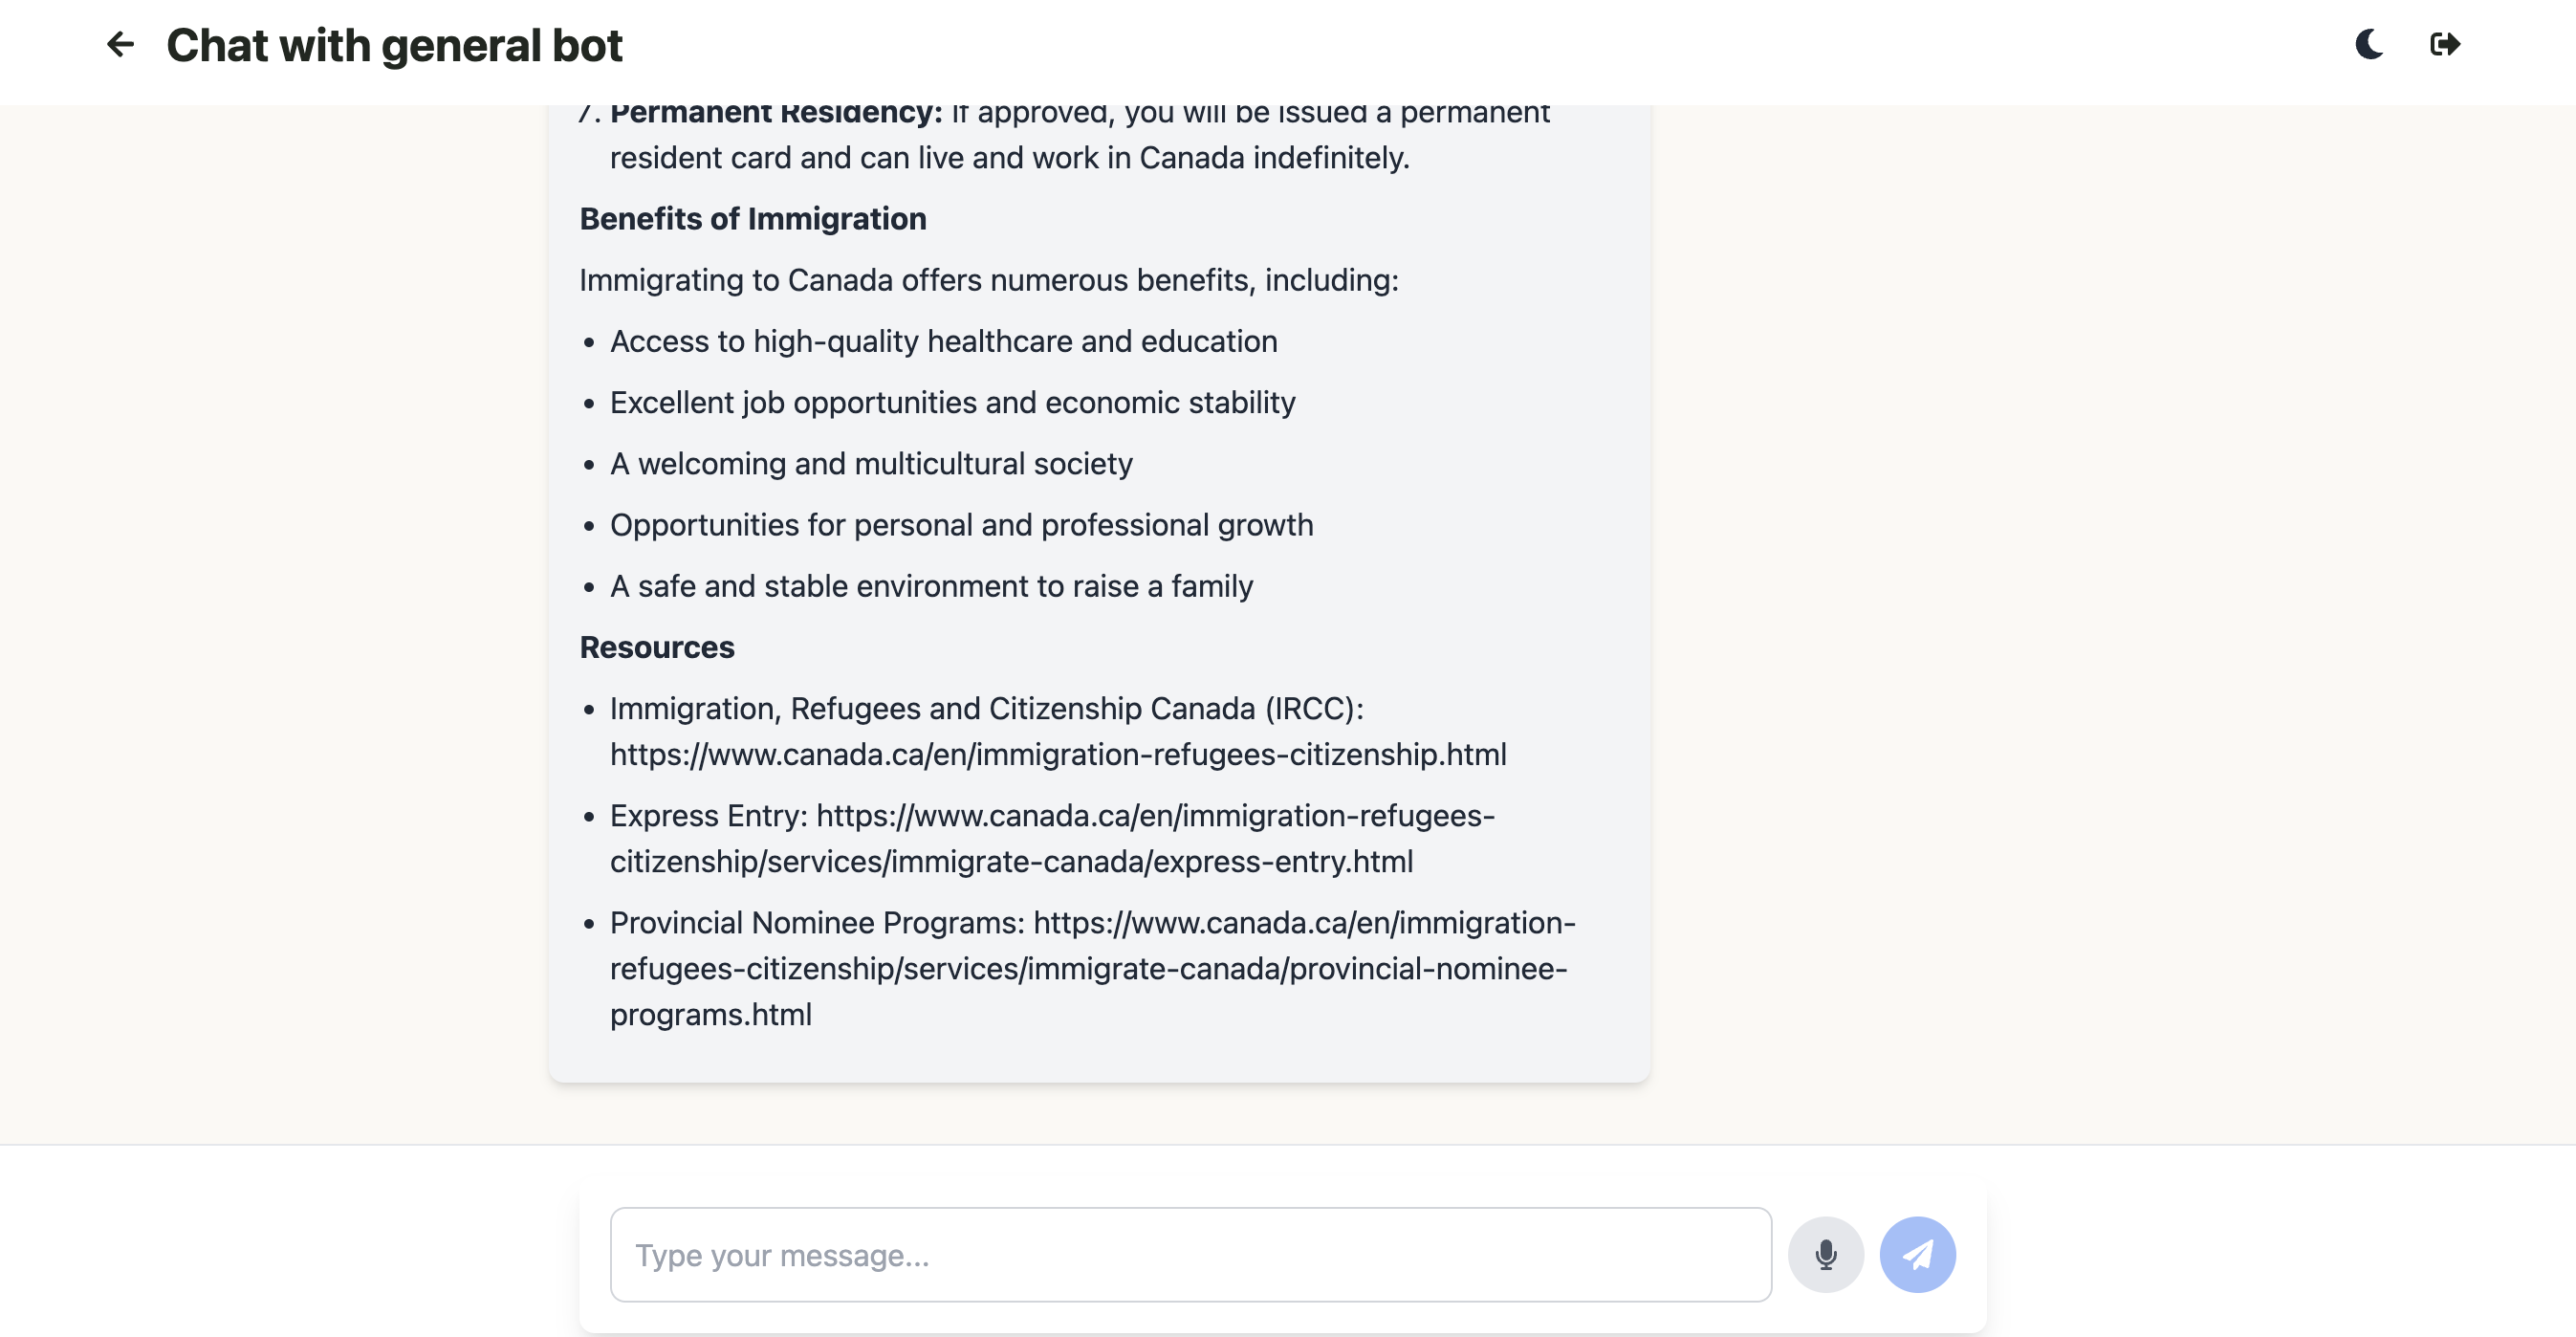 Chat with general bot
7. Permanent Residency: If approved, you will be issued a permanent
resident card and can live and work in Canada indefinitely.
Benefits of Immigration
Immigrating to Canada offers numerous benefits, including:
• Access to high-quality healthcare and education
• Excellent job opportunities and economic stability
• A welcoming and multicultural society
• Opportunities for personal and professional growth
• A safe and stable environment to raise a family
Resources
• Immigration, Refugees and Citizenship Canada (IRCC):
https://www.canada.ca/en/immigration-refugees-citizenship.html
• Express Entry: https://www.canada.ca/en/immigration-refugees-
citizenship/services/immigrate-canada/express-entry.html
• Provincial Nominee Programs: https://www.canada.ca/en/immigration-
refugees-citizenship/services/immigrate-canada/provincial-nominee-
programs.html
Type your message...